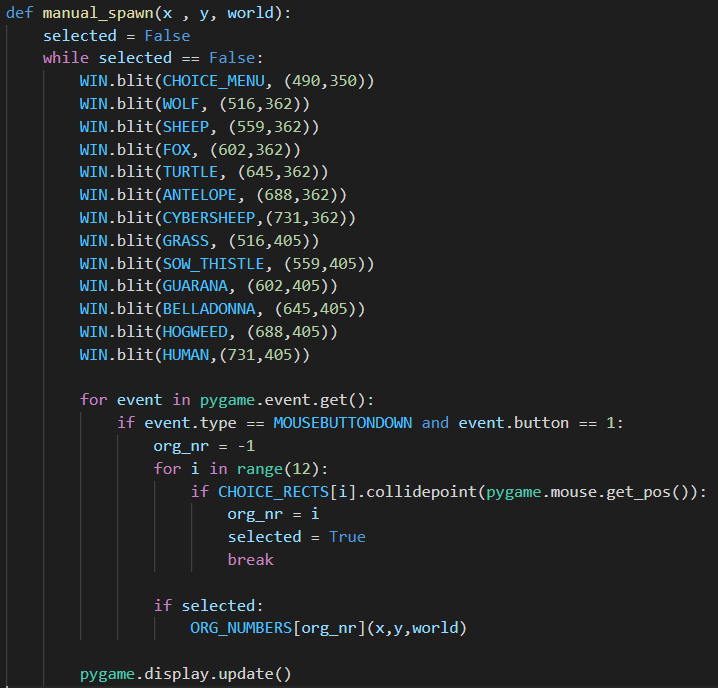 def manual_spawn(x , y, world):
    selected = False
    while selected == False:
        WIN.blit(CHOICE_MENU, (490,350))
        WIN.blit(WOLF, (516,362))
        WIN.blit(SHEEP, (559,362))
        WIN.blit(FOX, (602,362))
        WIN.blit(TURTLE, (645,362))
        WIN.blit(ANTELOPE, (688,362))
        WIN.blit(CYBERSHEEP,(731,362))
        WIN.blit(GRASS, (516,405))
        WIN.blit(SOW_THISTLE, (559,405))
        WIN.blit(GUARANA, (602,405))
        WIN.blit(BELLADONNA, (645,405))
        WIN.blit(HOGWEED, (688,405))
        WIN.blit(HUMAN,(731,405))

        for event in pygame.event.get():
            if event.type == MOUSEBUTTONDOWN and event.button == 1:
                org_nr = -1
                for i in range(12):
                    if CHOICE_RECTS[i].collidepoint(pygame.mouse.get_pos()):
                        org_nr = i
                        selected = True
                        break

                if selected:
                    ORG_NUMBERS[org_nr](x,y,world)

        pygame.display.update()